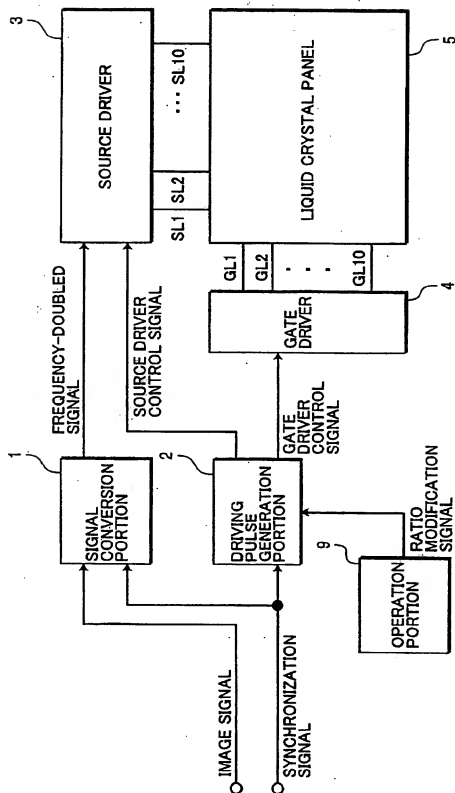 IMAGE SIGNAL
SYNCHRONIZATION
SIGNAL
1
SIGNAL
CONVERSION
PORTION
2
DRIVING
PULSE
GENERATION
PORTION
9
OPERATION
PORTION
RATIO
MODIFICATION
SIGNAL
FREQUENCY-DOUBLED
SIGNAL
SOURCE DRIVER
CONTROL SIGNAL
GATE
DRIVER
CONTROL
SIGNAL
3
SOURCE DRIVER
SL1 SL2 ··· SL10
GATE
DRIVER
4
GL1
GL2
·
·
·
GL10
LIQUID CRYSTAL PANEL
5